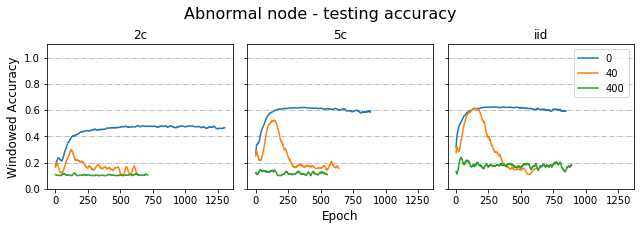 Abnormal node - testing accuracy
2c 5c iid
Windowed Accuracy
1.0
0.8
0.6
0.4
0.2
0.0
0
40
400
0 250 500 750 1000 1250 0 250 500 750 1000 1250 0 250 500 750 1000 1250
Epoch